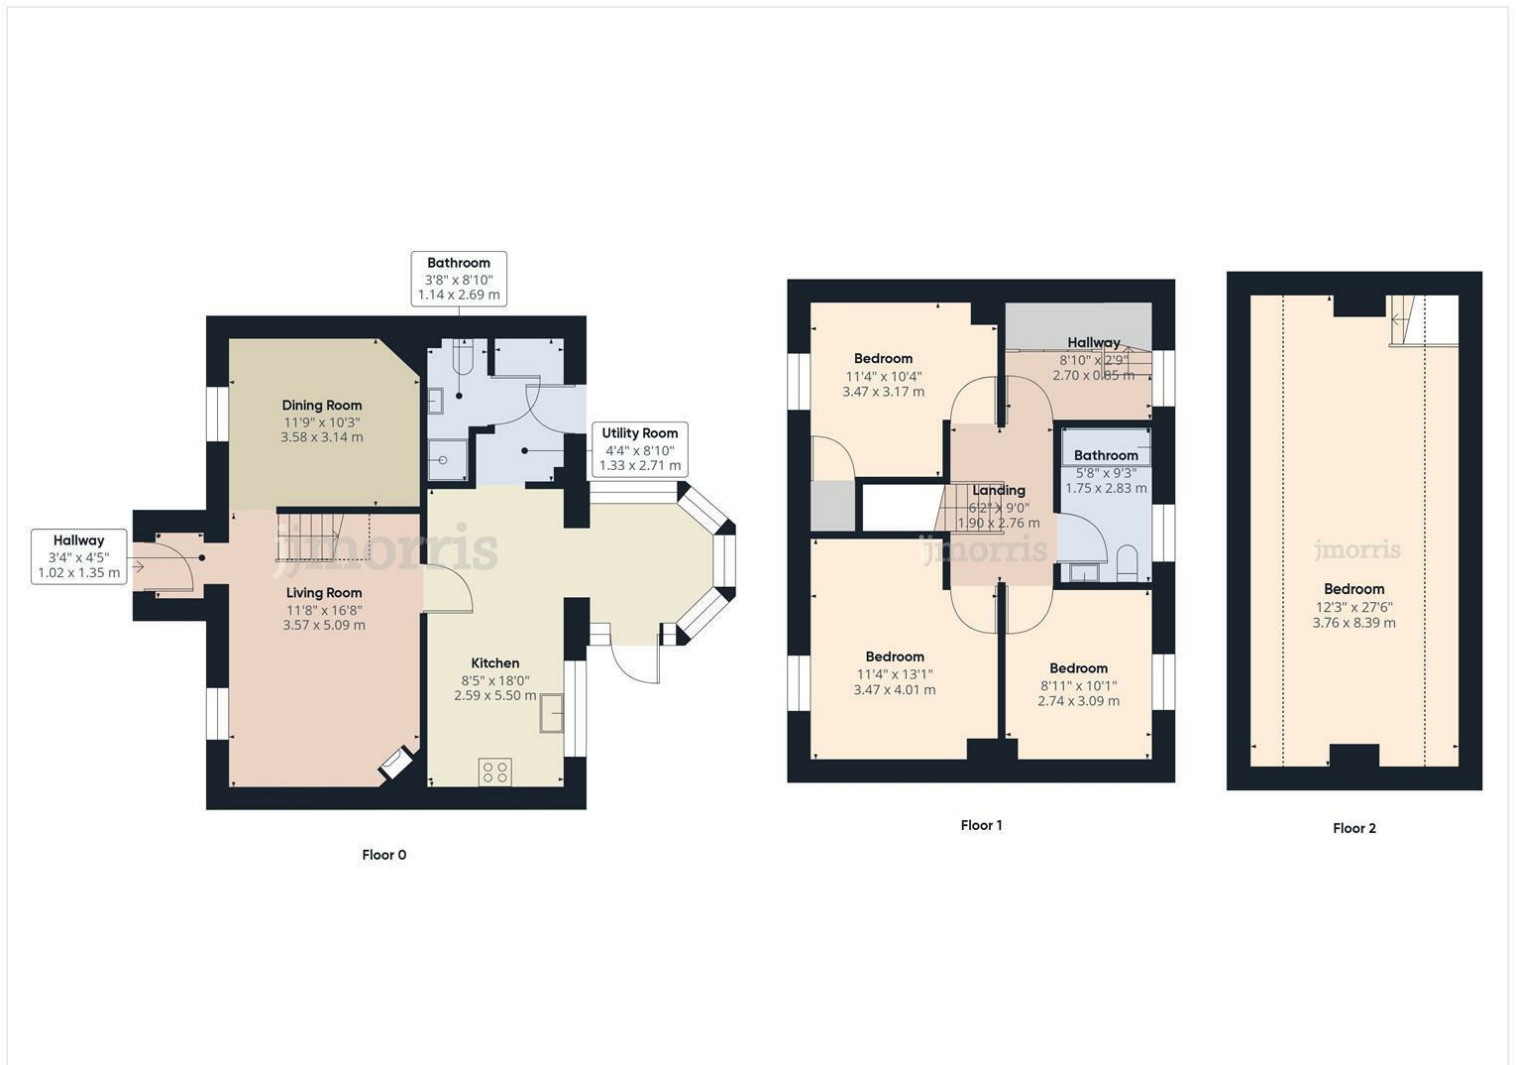 Bathroom
3'8" x 8'10"
1.14 x 2.69 m
Dining Room
11'9" x 10'3"
3.58 x 3.14 m
Utility Room
4'4" x 8'10"
1.33 x 2.71 m
Hallway
3'4" x 4'5"
1.02 x 1.35 m
jjmorris
Living Room
11'8" x 16'8"
3.57 x 5.09 m
Kitchen
8'5" x 18'0"
2.59 x 5.50 m
Floor 0
Hallway
8'10" x 2'9"
2.70 x 0.85 m
Bedroom
11'4" x 10'4"
3.47 x 3.17 m
Bathroom
5'8" x 9'3"
1.75 x 2.83 m
Landing
6'2" x 9'0"
1.90 x 2.76 m
jjmorris
Bedroom
11'4" x 13'1"
3.47 x 4.01 m
Bedroom
8'11" x 10'1"
2.74 x 3.09 m
Floor 1
jjmorris
Bedroom
12'3" x 27'6"
3.76 x 8.39 m
Floor 2